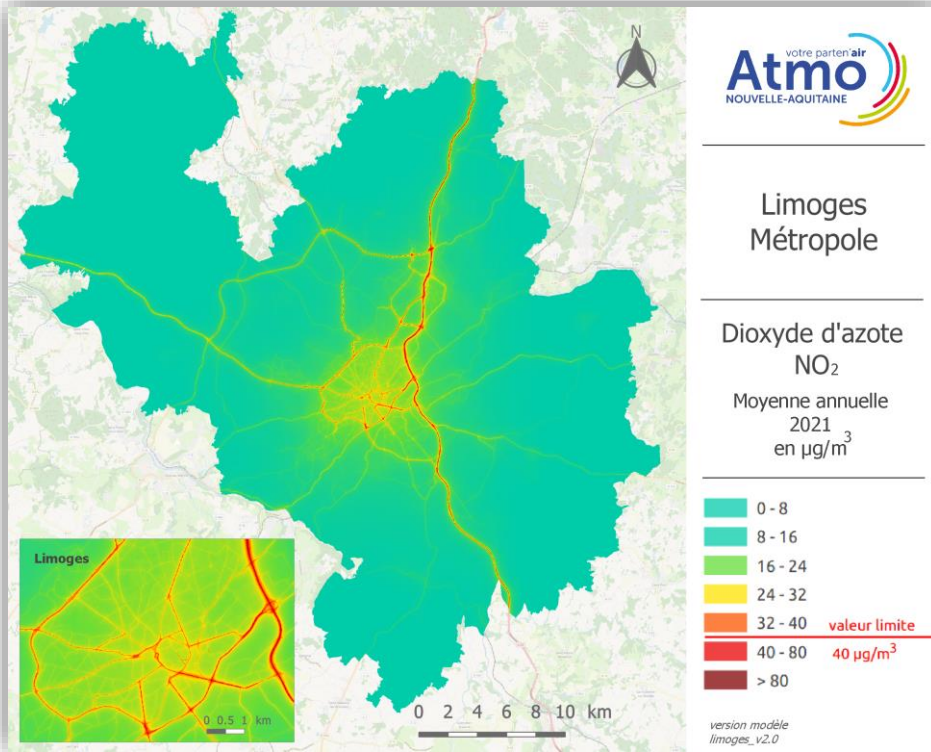 N
votre parten'air
Atmo
NOUVELLE-AQUITAINE
Limoges
Métropole
Dioxyde d'azote
NO₂
Moyenne annuelle
2021
en µg/m³
0 - 8
8 - 16
16 - 24
24 - 32
32 - 40 valeur limite
40 - 80 40 µg/m³
> 80
version modèle
limoges_v2.0
Limoges
0 0.5 1 km
0 2 4 6 8 10 km